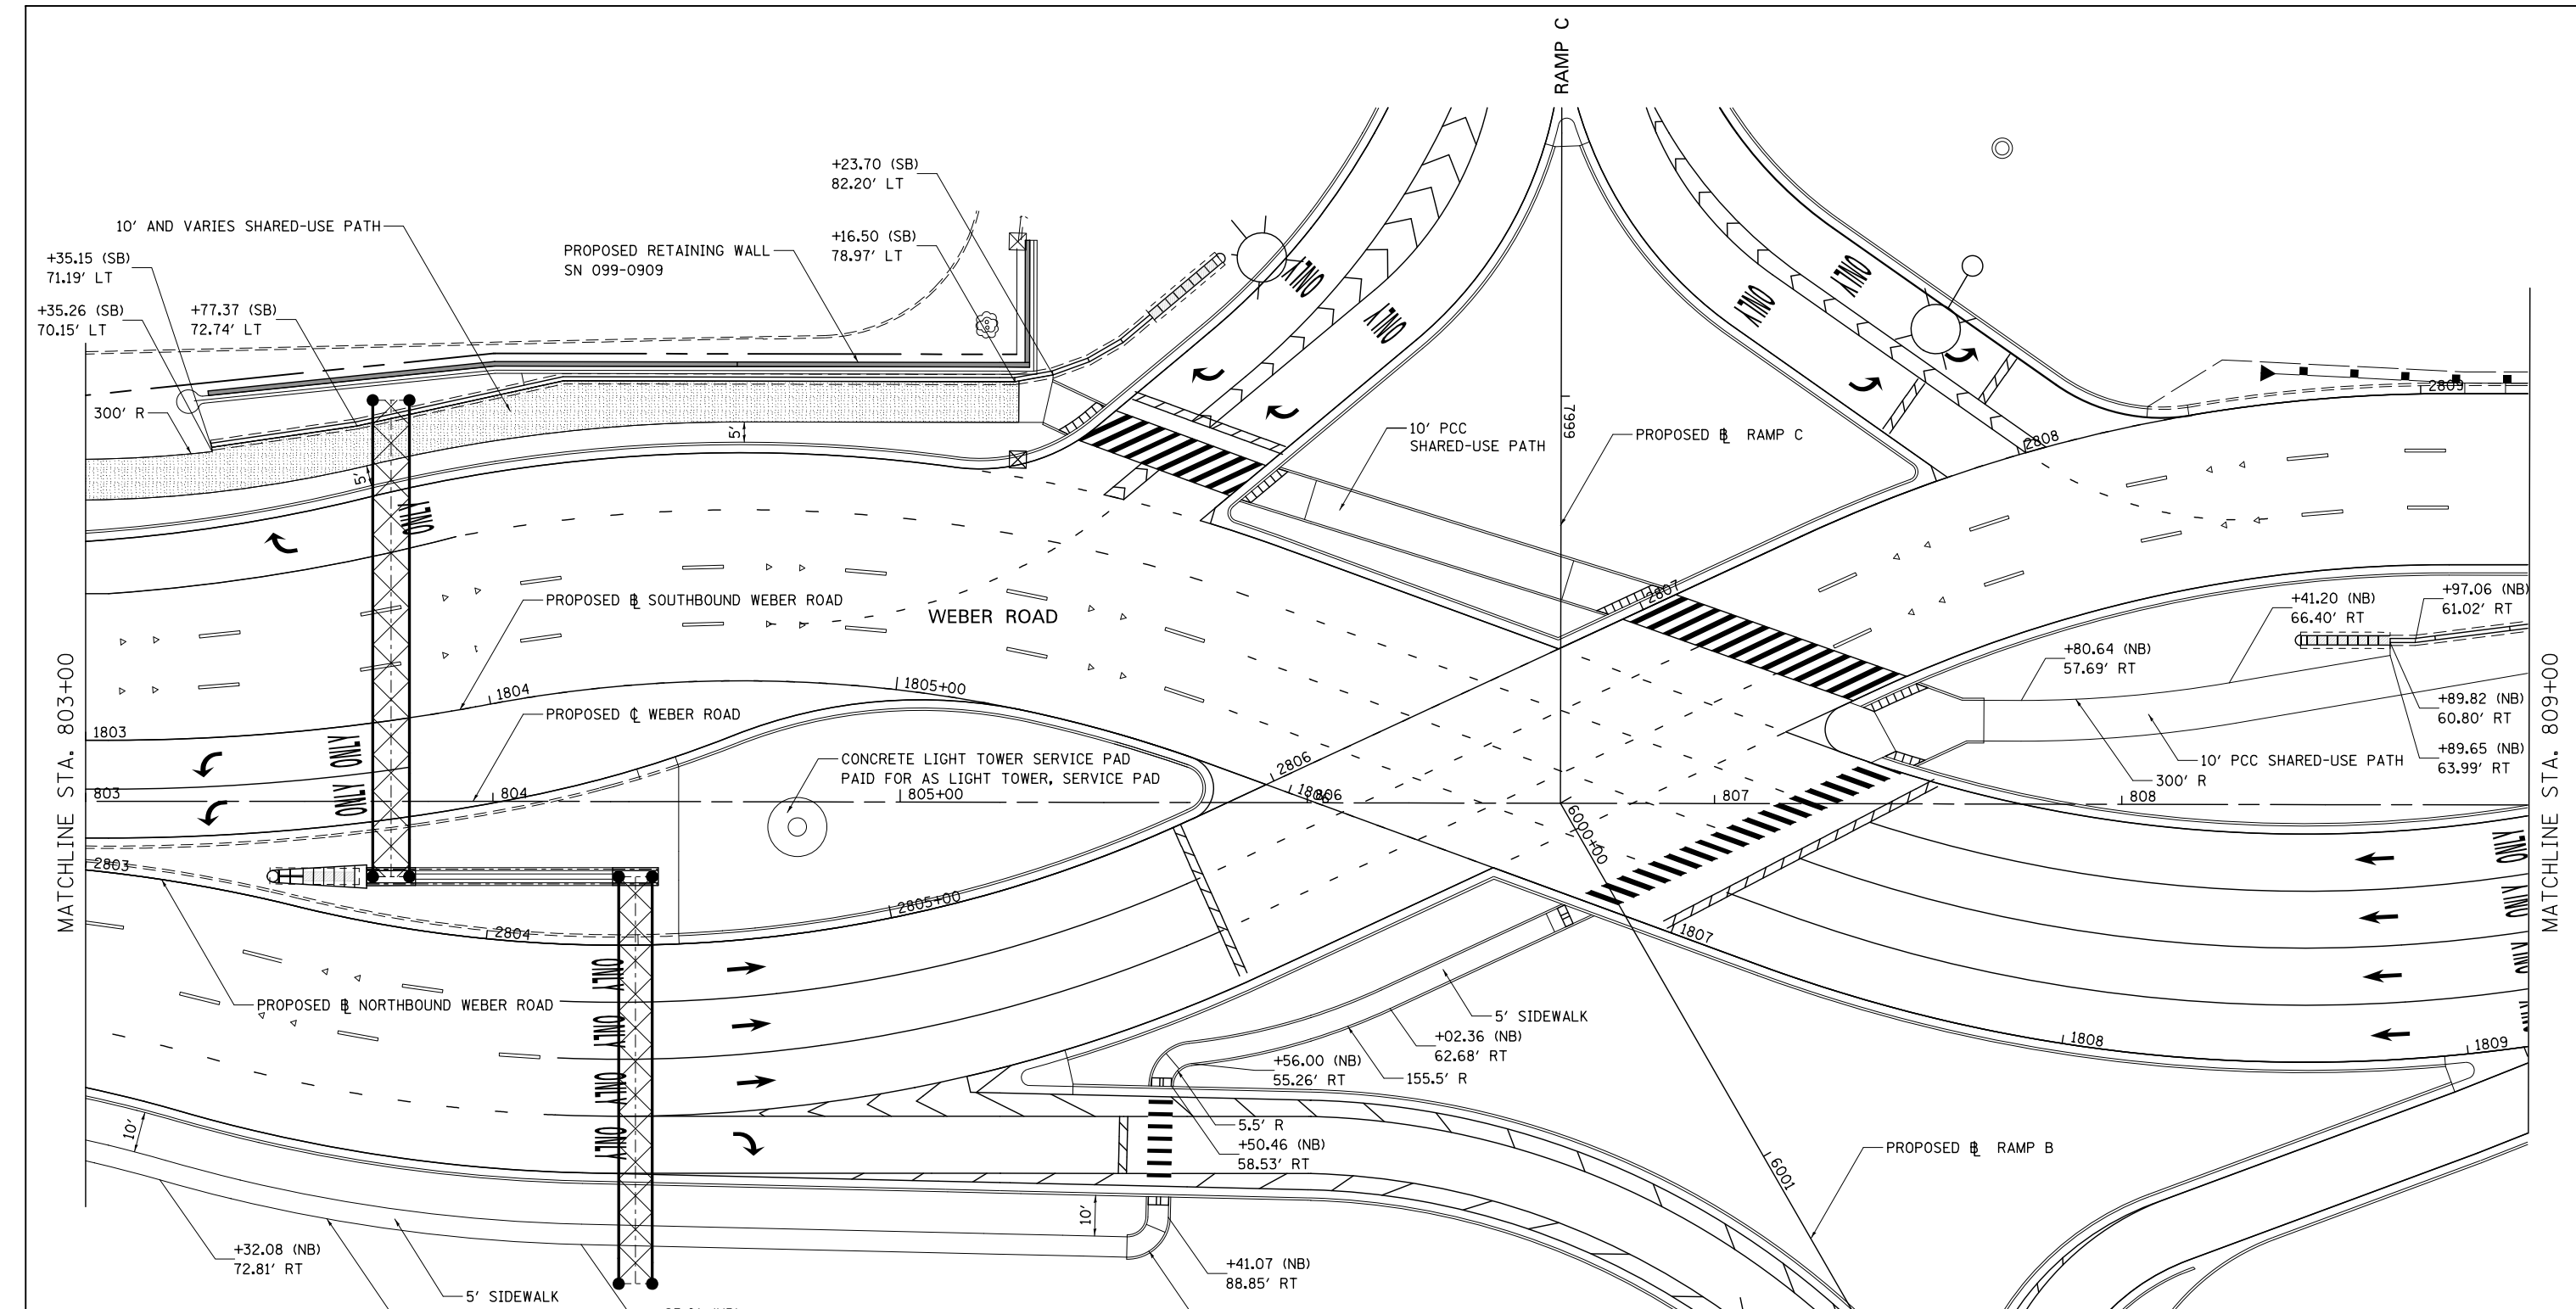 RAMP C
+23.70 (SB)
82.20' LT
10' AND VARIES SHARED-USE PATH
PROPOSED RETAINING WALL
SN 099-0909
+16.50 (SB)
78.97' LT
+35.15 (SB)
71.19' LT
+35.26 (SB)
70.15' LT
+77.37 (SB)
72.74' LT
300' R
5'
5'
ONLY
ONLY
ONLY
ONLY
ONLY
7999
10' PCC
SHARED-USE PATH
PROPOSED B RAMP C
2809
2808
2807
PROPOSED B SOUTHBOUND WEBER ROAD
WEBER ROAD
+97.06 (NB)
61.02' RT
+41.20 (NB)
66.40' RT
+80.64 (NB)
57.69' RT
+89.82 (NB)
60.80' RT
+89.65 (NB)
63.99' RT
10' PCC SHARED-USE PATH
300' R
MATCHLINE STA. 803+00
MATCHLINE STA. 809+00
1804
1805+00
PROPOSED ℄ WEBER ROAD
1803
ONLY
ONLY
CONCRETE LIGHT TOWER SERVICE PAD
PAID FOR AS LIGHT TOWER, SERVICE PAD
2806
1806
803
804
805+00
806
807
808
6000+00
2803
2804
2805+00
ONLY
ONLY
ONLY
ONLY
ONLY
ONLY
ONLY
PROPOSED B NORTHBOUND WEBER ROAD
1807
1808
1809
5' SIDEWALK
+02.36 (NB)
62.68' RT
+56.00 (NB)
55.26' RT
155.5' R
5.5' R
+50.46 (NB)
58.53' RT
10'
10'
6001
PROPOSED B RAMP B
+32.08 (NB)
72.81' RT
+41.07 (NB)
88.85' RT
5' SIDEWALK